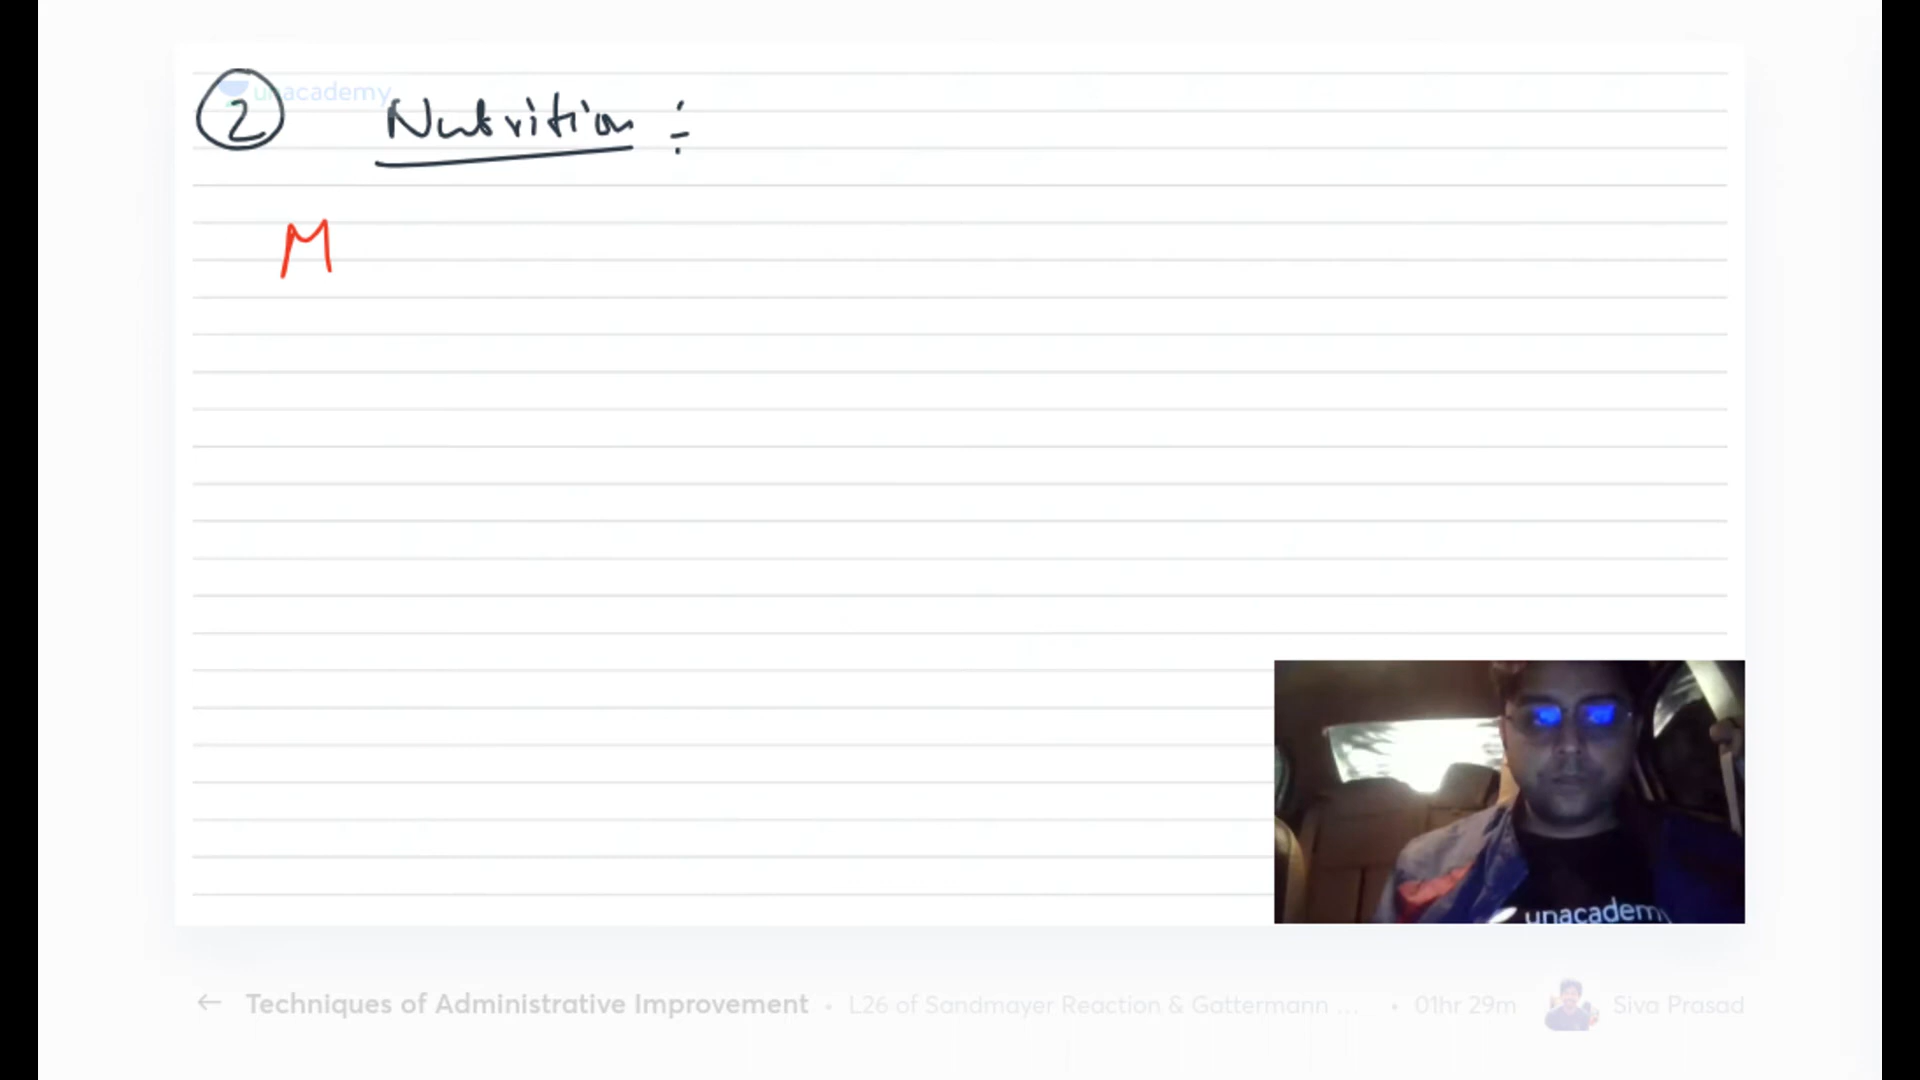 unacademy
2 Nutrition :
M
unacademy
← Techniques of Administrative Improvement • L26 of Sandmayer Reaction & Gattermann ... • 01hr 29m Siva Prasad